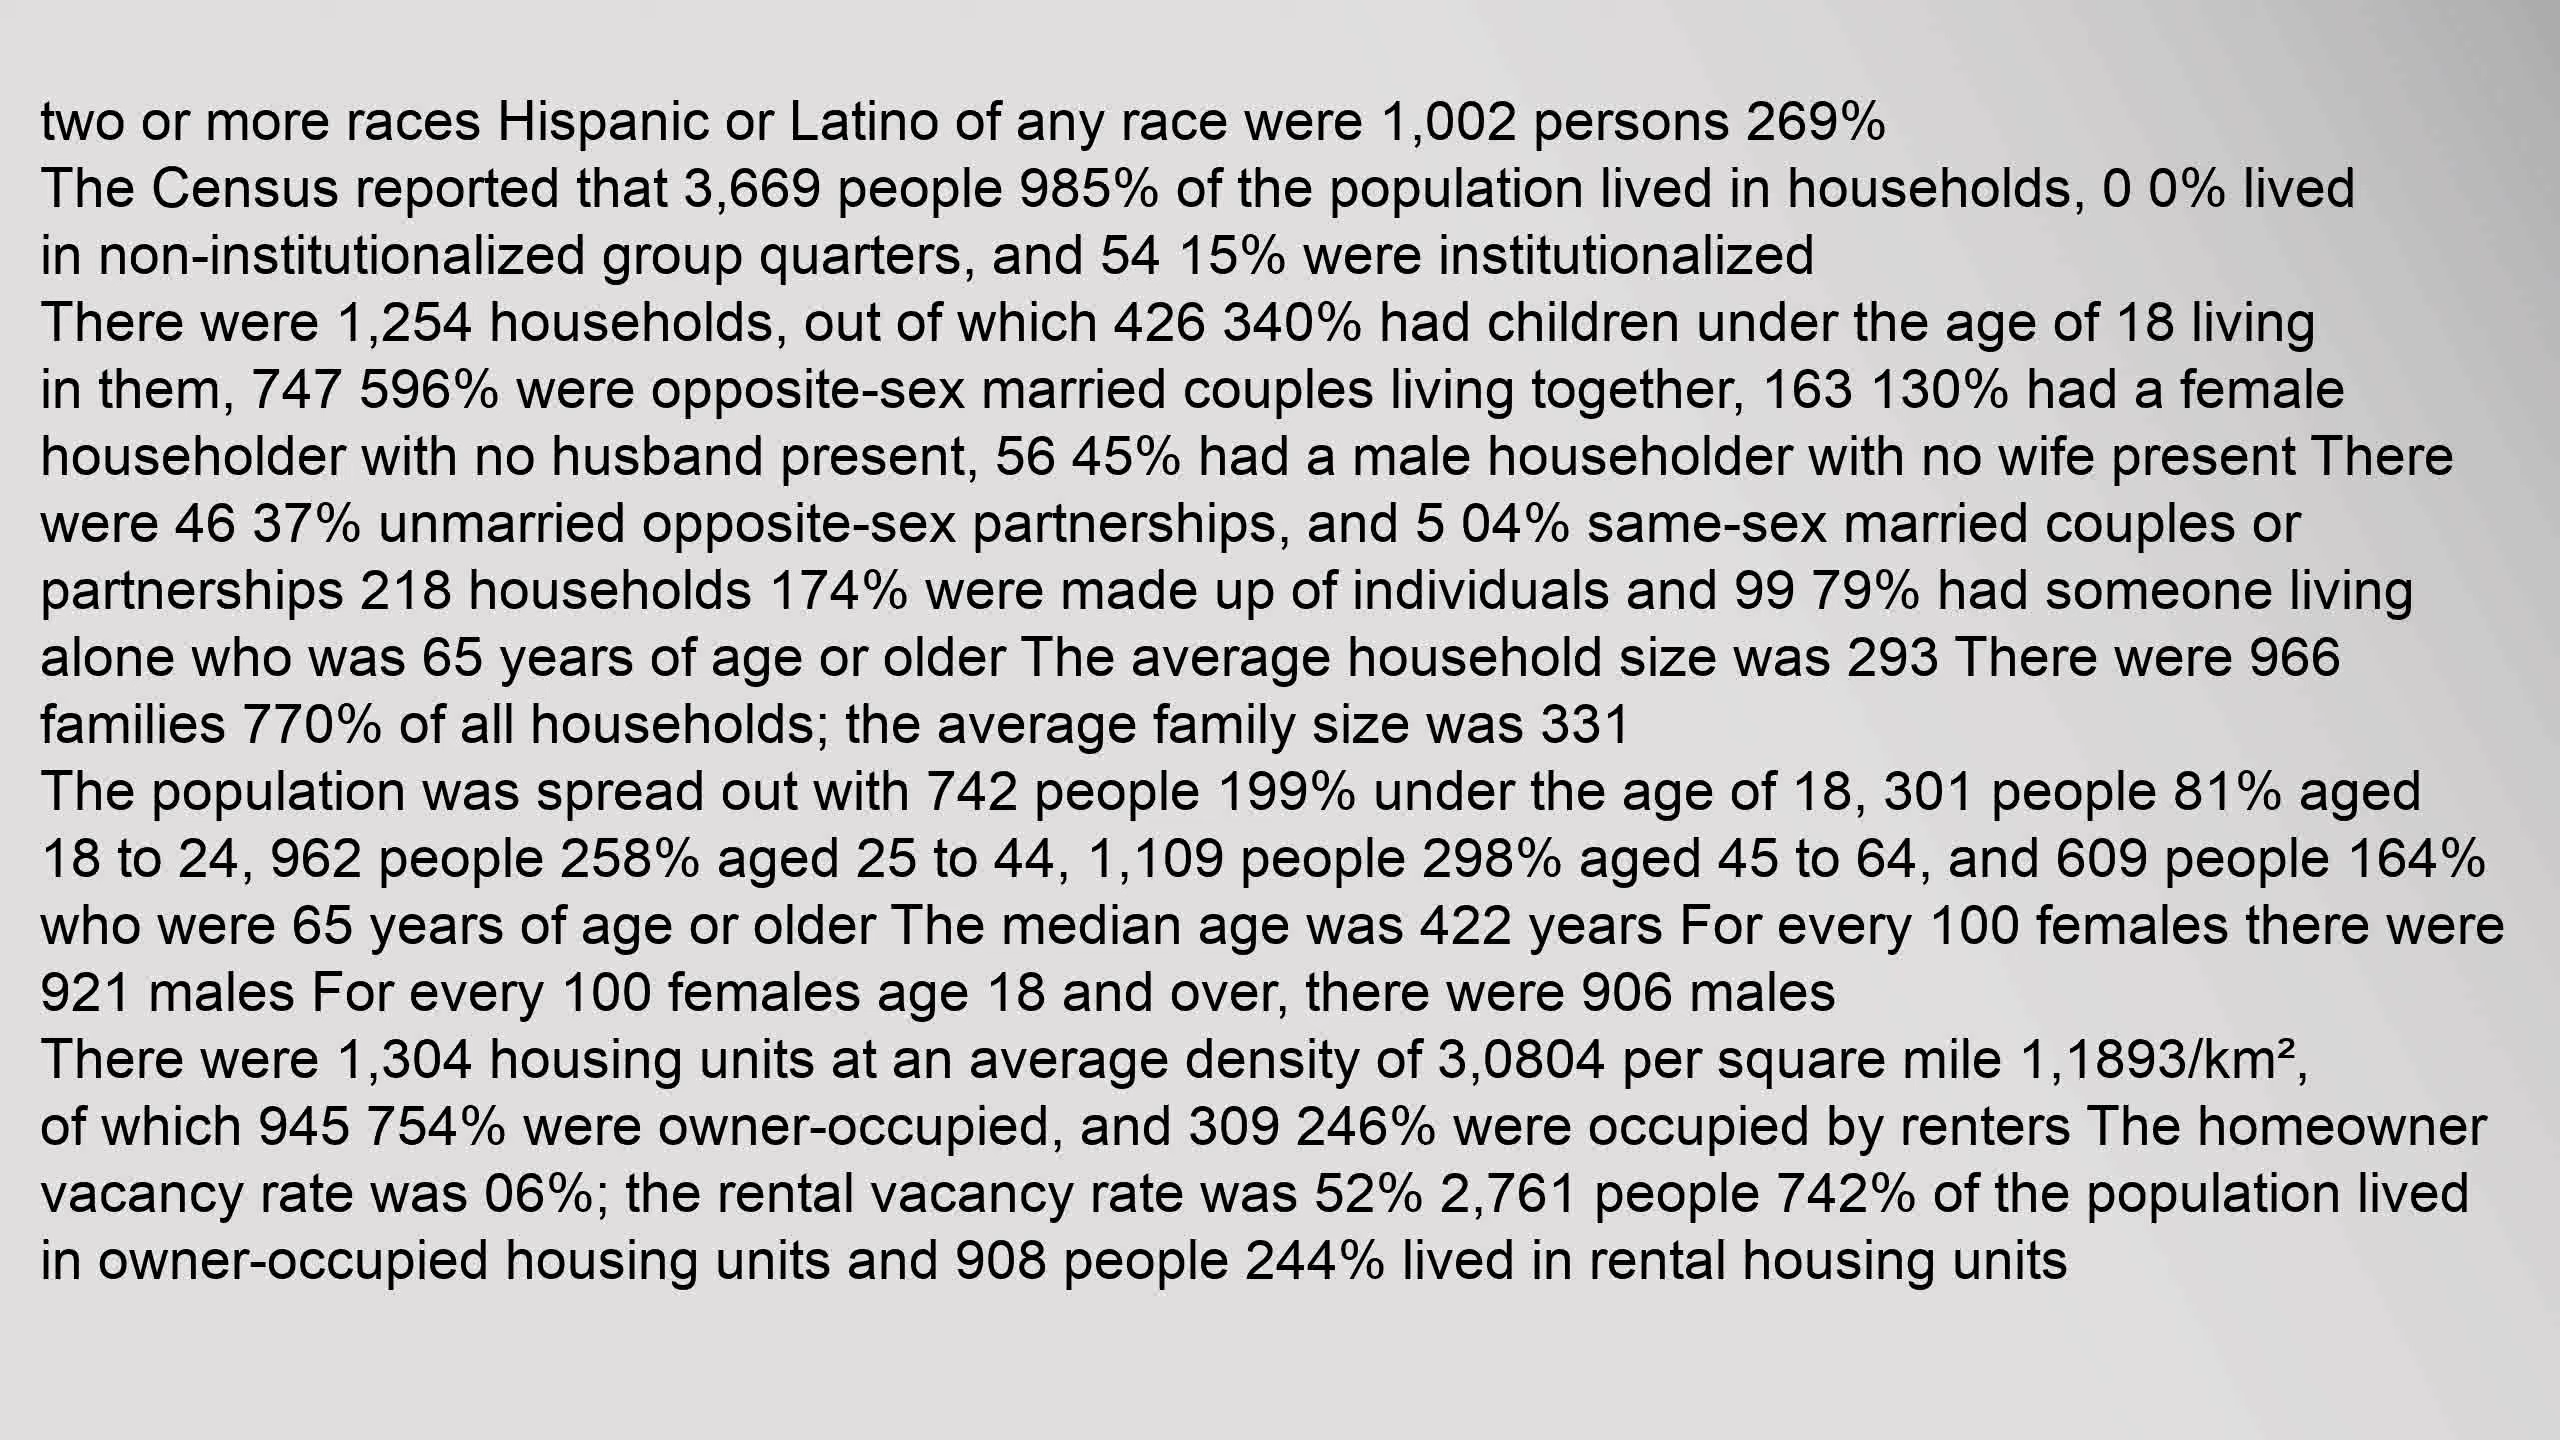 two or more races Hispanic or Latino of any race were 1,002 persons 269%
The Census reported that 3,669 people 985% of the population lived in households, 0 0% lived
in non-institutionalized group quarters, and 54 15% were institutionalized
There were 1,254 households, out of which 426 340% had children under the age of 18 living
in them, 747 596% were opposite-sex married couples living together, 163 130% had a female
householder with no husband present, 56 45% had a male householder with no wife present There
were 46 37% unmarried opposite-sex partnerships, and 5 04% same-sex married couples or
partnerships 218 households 174% were made up of individuals and 99 79% had someone living
alone who was 65 years of age or older The average household size was 293 There were 966
families 770% of all households; the average family size was 331
The population was spread out with 742 people 199% under the age of 18, 301 people 81% aged
18 to 24, 962 people 258% aged 25 to 44, 1,109 people 298% aged 45 to 64, and 609 people 164%
who were 65 years of age or older The median age was 422 years For every 100 females there were
921 males For every 100 females age 18 and over, there were 906 males
There were 1,304 housing units at an average density of 3,0804 per square mile 1,1893/km²,
of which 945 754% were owner-occupied, and 309 246% were occupied by renters The homeowner
vacancy rate was 06%; the rental vacancy rate was 52% 2,761 people 742% of the population lived
in owner-occupied housing units and 908 people 244% lived in rental housing units